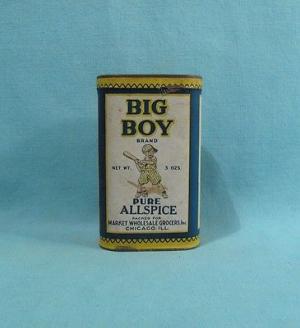 BIG
BOY
BRAND
NET WT. 3 OZS.
PURE
ALLSPICE
PACKED FOR
MARKET WHOLESALE GROCERS, Inc
CHICAGO, ILL.